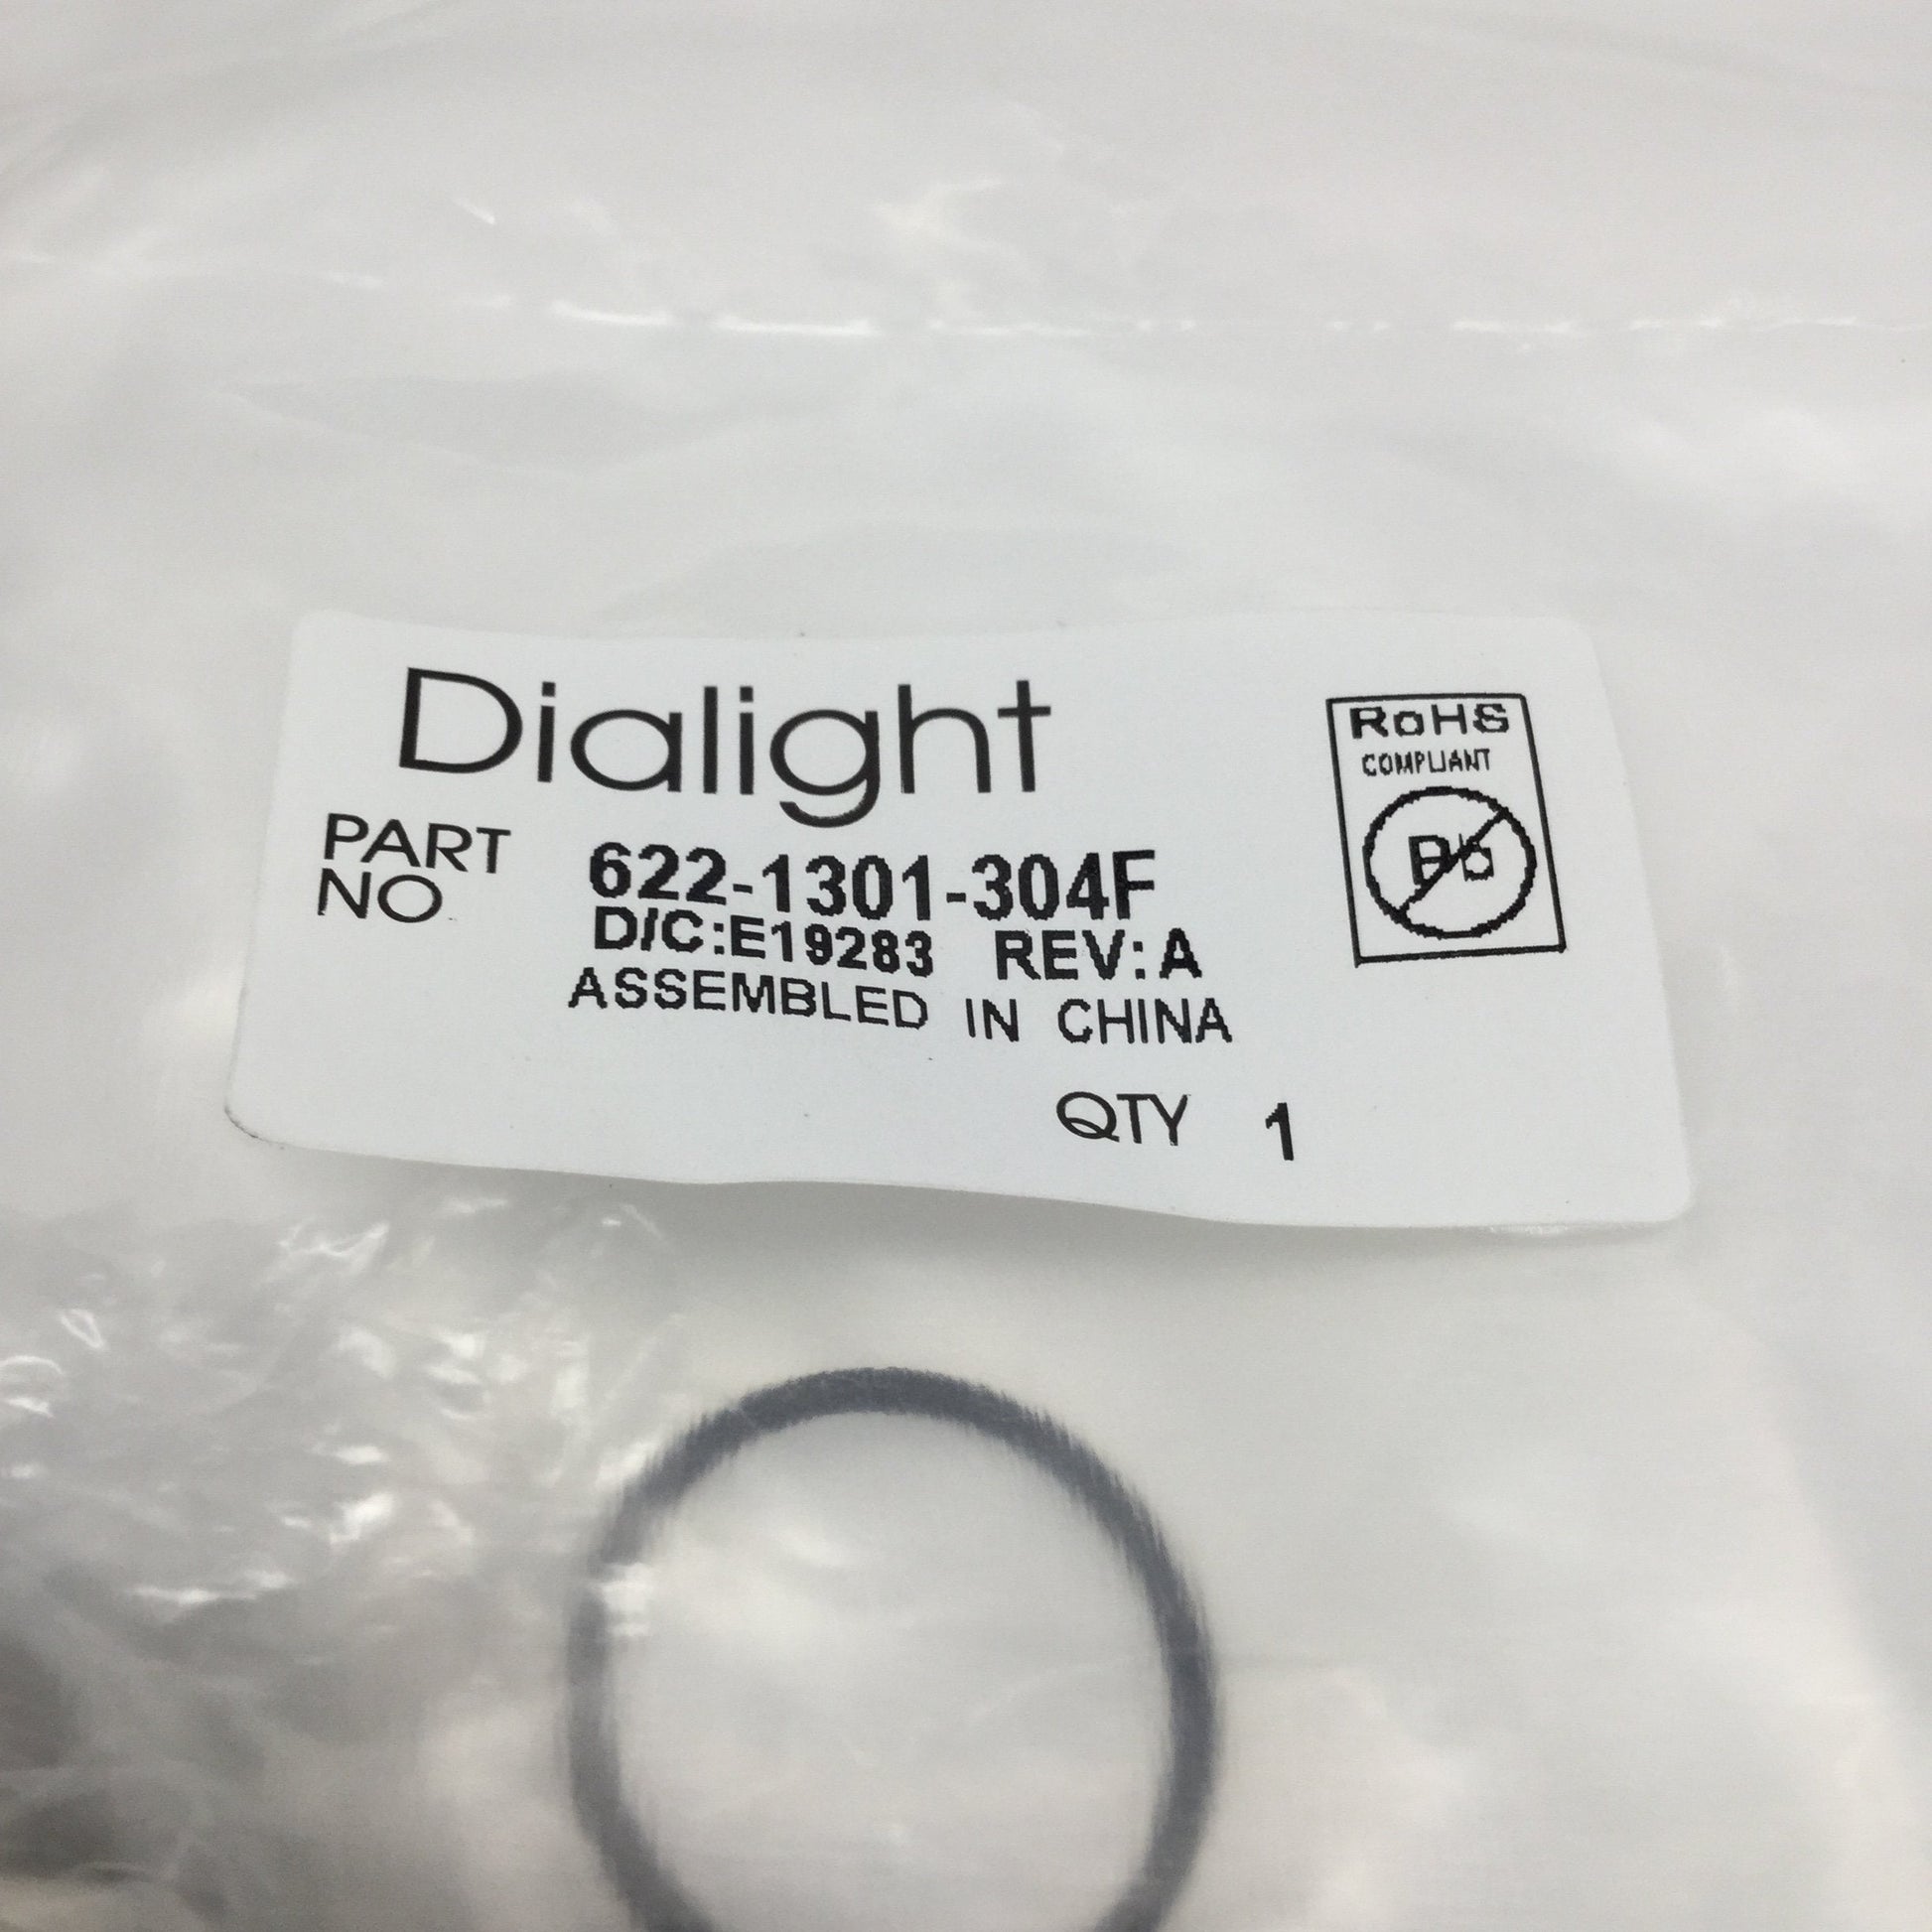 Dialight
RoHS
COMPLIANT
Pb
PART
NO
622-1301-304F
D/C:E19283 REV:A
ASSEMBLED IN CHINA
QTY 1